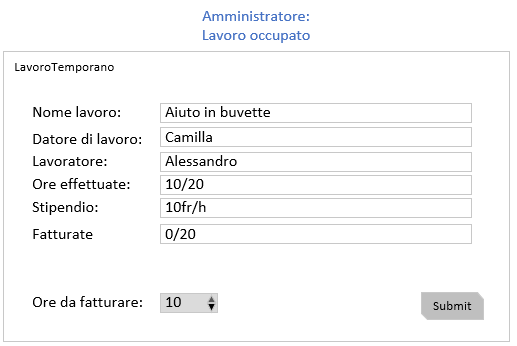 Amministratore:
Lavoro occupato
LavoroTemporano
Nome lavoro: Aiuto in buvette
Datore di lavoro: Camilla
Lavoratore: Alessandro
Ore effettuate: 10/20
Stipendio: 10fr/h
Fatturate 0/20
Ore da fatturare: 10 Submit